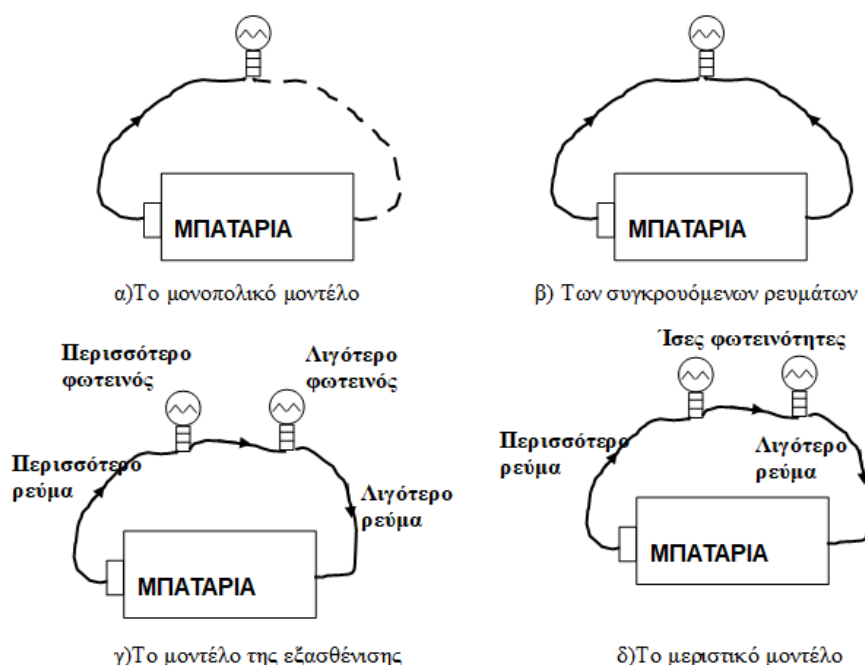 ΜΠΑΤΑΡΙΑ
ΜΠΑΤΑΡΙΑ
α)Το μονοπολικό μοντέλο
β) Των συγκρουόμενων ρευμάτων
Περισσότερο
φωτεινός
Λιγότερο
φωτεινός
Περισσότερο
ρεύμα
Λιγότερο
ρεύμα
ΜΠΑΤΑΡΙΑ
γ)Το μοντέλο της εξασθένισης
Ίσες φωτεινότητες
Περισσότερο
ρεύμα
Λιγότερο
ρεύμα
ΜΠΑΤΑΡΙΑ
δ)Το μεριστικό μοντέλο